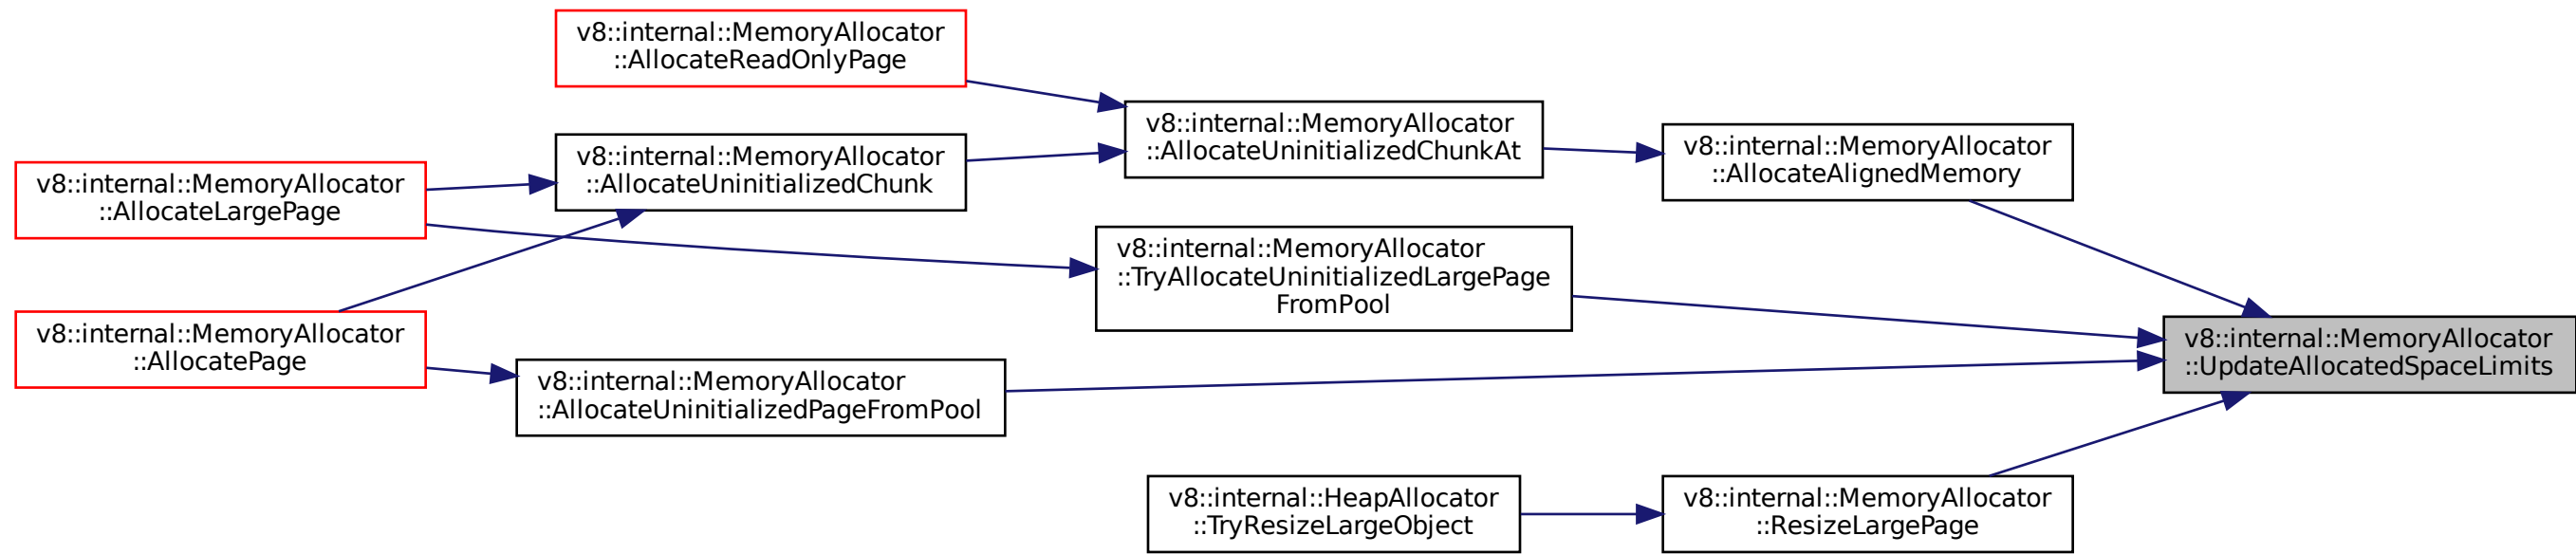 v8::internal::MemoryAllocator
::AllocateReadOnlyPage
v8::internal::MemoryAllocator
::AllocateUninitializedChunkAt
v8::internal::MemoryAllocator
::AllocateAlignedMemory
v8::internal::MemoryAllocator
::AllocateUninitializedChunk
v8::internal::MemoryAllocator
::AllocateLargePage
v8::internal::MemoryAllocator
::TryAllocateUninitializedLargePage
FromPool
v8::internal::MemoryAllocator
::AllocatePage
v8::internal::MemoryAllocator
::UpdateAllocatedSpaceLimits
v8::internal::MemoryAllocator
::AllocateUninitializedPageFromPool
v8::internal::HeapAllocator
::TryResizeLargeObject
v8::internal::MemoryAllocator
::ResizeLargePage